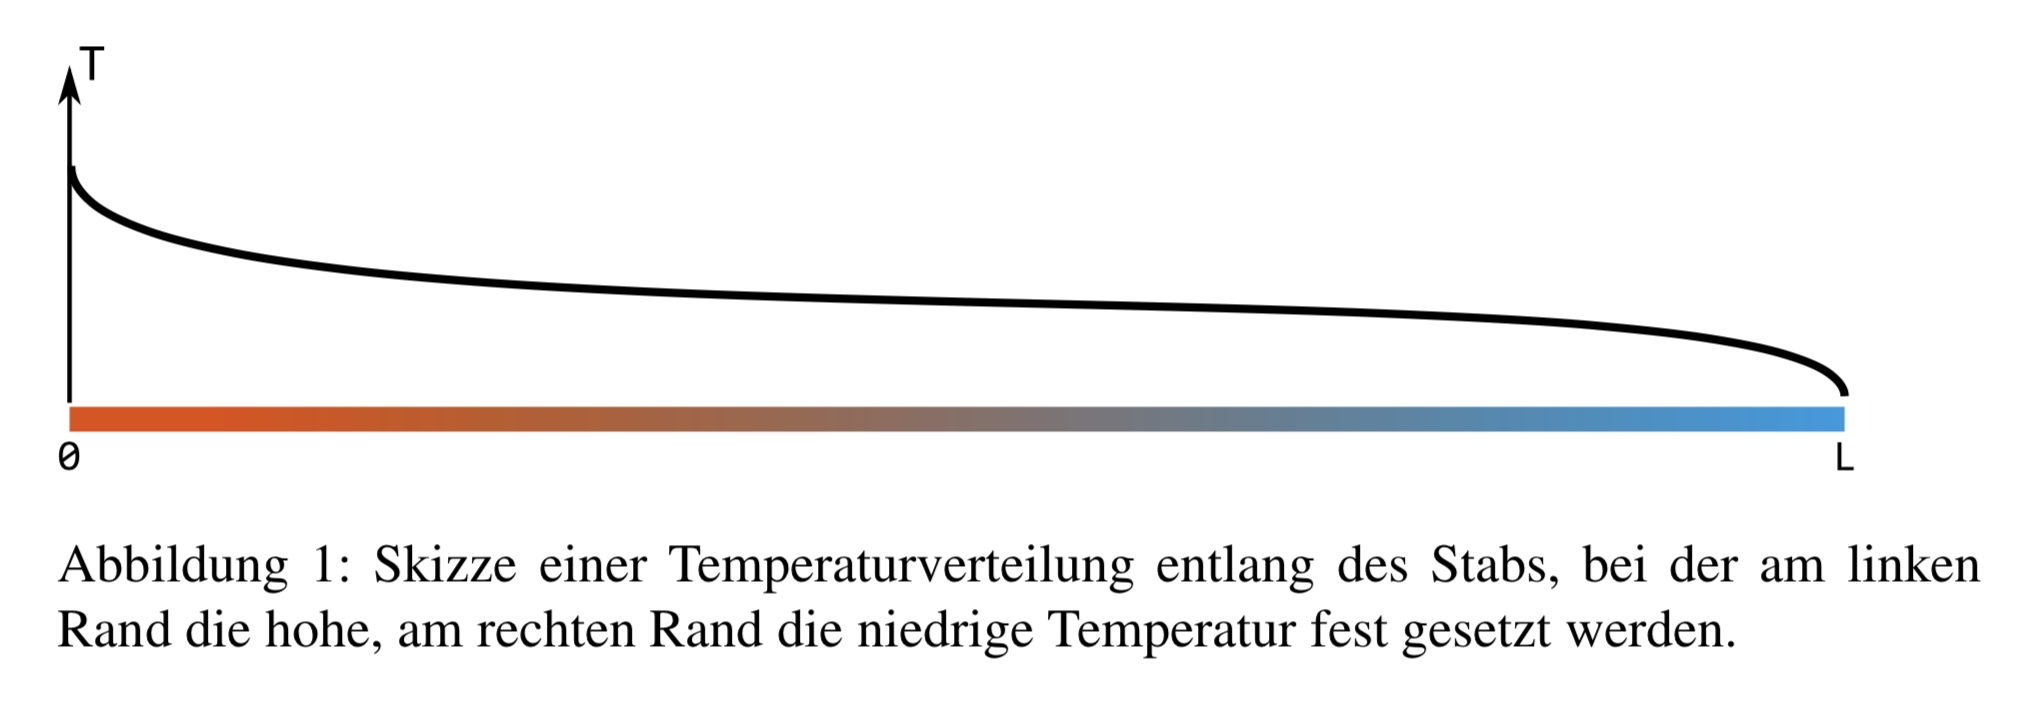 T
0
L
Abbildung 1: Skizze einer Temperaturverteilung entlang des Stabs, bei der am linken
Rand die hohe, am rechten Rand die niedrige Temperatur fest gesetzt werden.